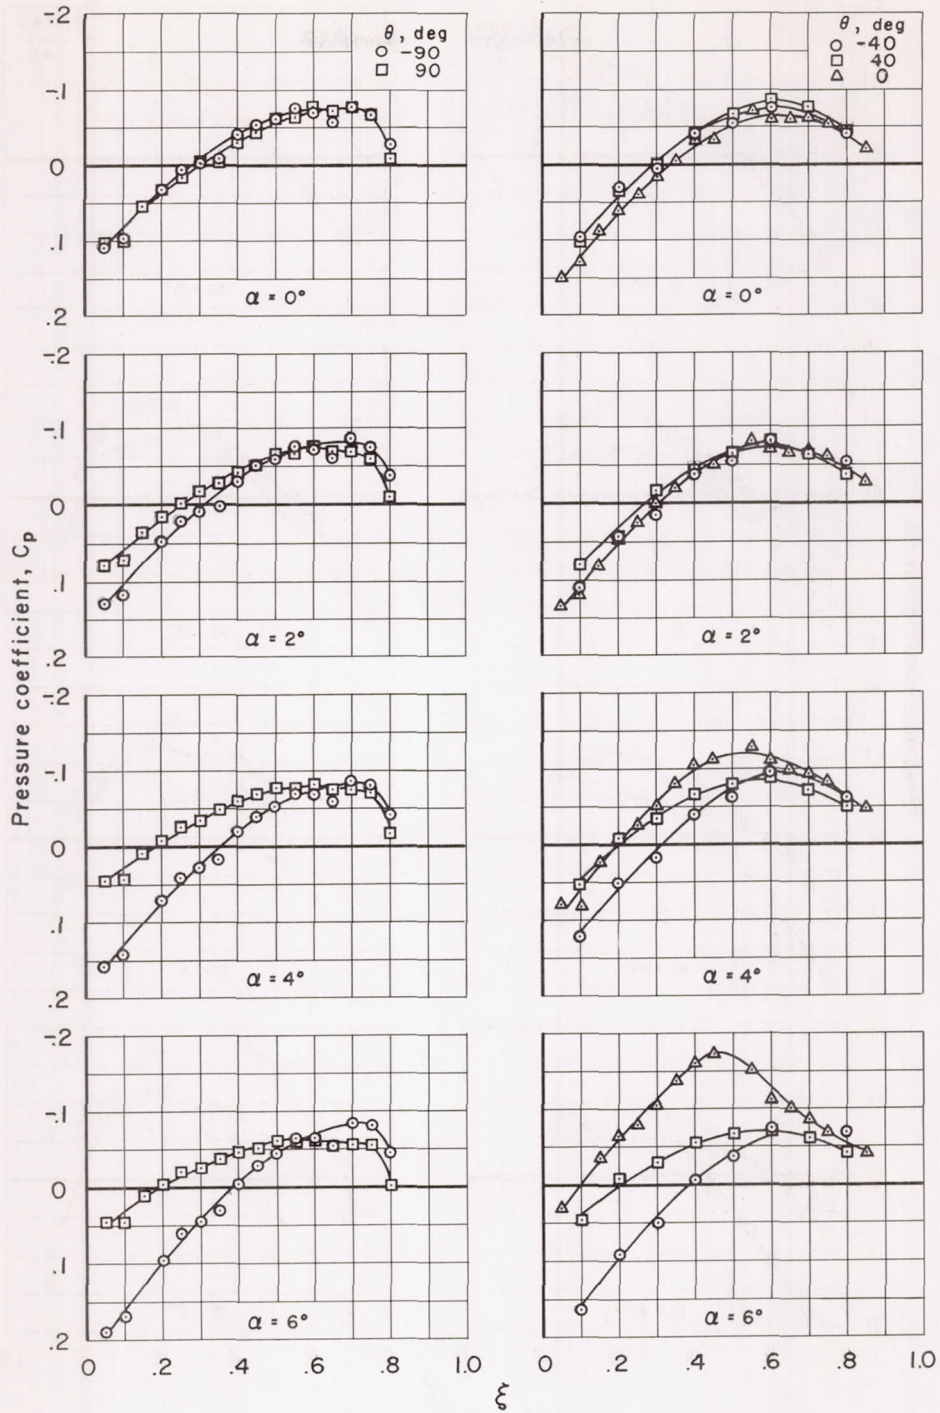 -.2
-.1
0
.1
.2
θ, deg
-90
90
α = 0°
θ, deg
-40
40
0
α = 0°
-.2
-.1
0
.1
.2
α = 2°
α = 2°
Pressure coefficient, Cp
-.2
-.1
0
.1
.2
α = 4°
α = 4°
-.2
-.1
0
.1
.2
α = 6°
α = 6°
0 .2 .4 .6 .8 1.0
0 .2 .4 .6 .8 1.0
ξ